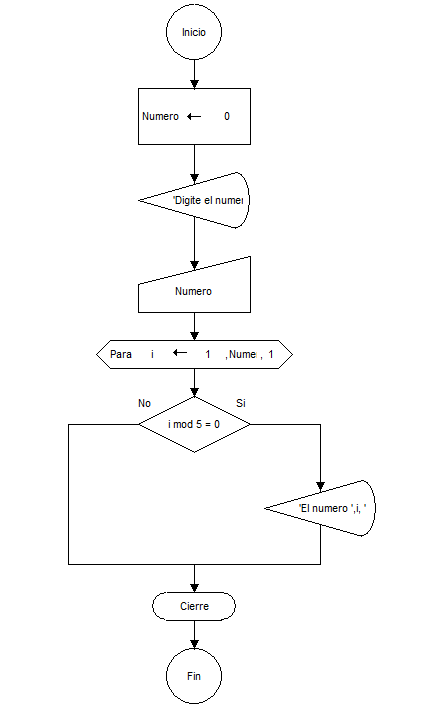 Inicio
Numero ← 0
'Digite el numer
Numero
Para i ← 1 ,Nume , 1
No
Si
i mod 5 = 0
'El numero ',i, '
Cierre
Fin